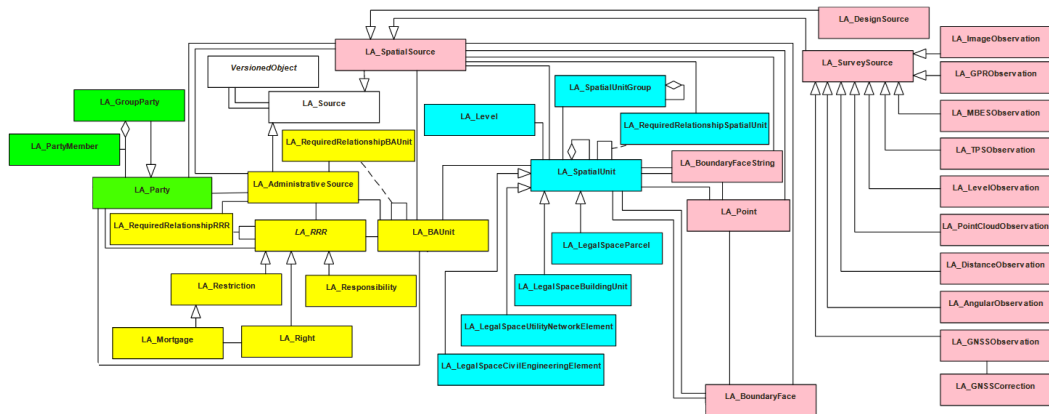 LA_DesignSource
LA_ImageObservation
LA_SpatialSource
LA_SurveySource
VersionedObject
LA_GPRObservation
LA_SpatialUnitGroup
LA_GroupParty
LA_Source
LA_MBESObservation
LA_Level
LA_RequiredRelationshipSpatialUnit
LA_PartyMember
LA_RequiredRelationshipBAUnit
LA_TPSObservation
LA_BoundaryFaceString
LA_SpatialUnit
LA_Party
LA_AdministrativeSource
LA_LevelObservation
LA_Point
LA_RequiredRelationshipRRR
LA_RRR
LA_BAUnit
LA_PointCloudObservation
LA_LegalSpaceParcel
LA_DistanceObservation
LA_Restriction
LA_Responsibility
LA_LegalSpaceBuildingUnit
LA_AngularObservation
LA_LegalSpaceUtilityNetworkElement
LA_Mortgage
LA_Right
LA_GNSSObservation
LA_LegalSpaceCivilEngineeringElement
LA_GNSSCorrection
LA_BoundaryFace